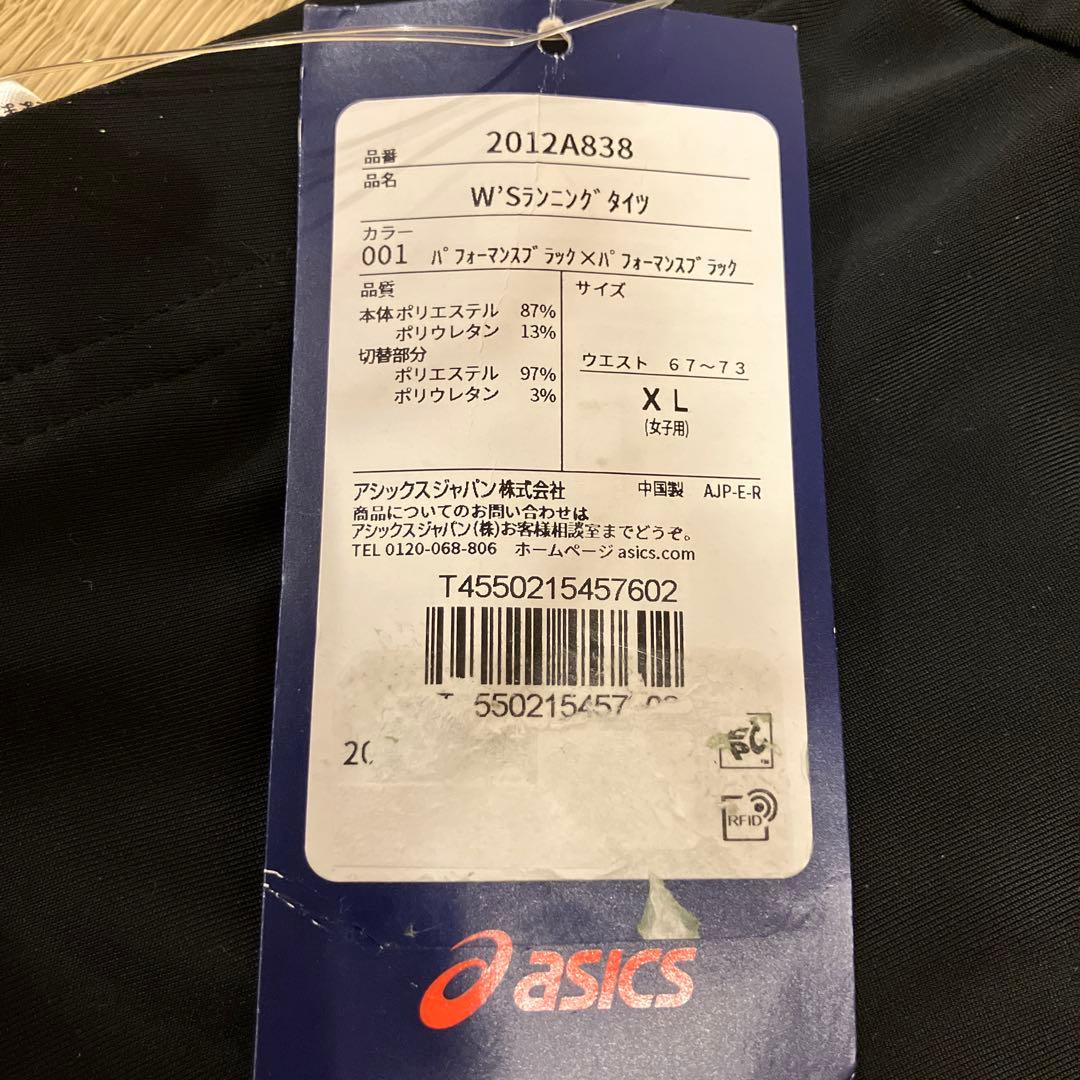 品番 2012A838
品名
W'Sﾗﾝﾆﾝｸﾞﾀｲﾂ
カラー
001 ﾊﾟﾌｫｰﾏﾝｽﾌﾞﾗｯｸ×ﾊﾟﾌｫｰﾏﾝｽﾌﾞﾗｯｸ
品質
本体 ポリエステル 87%
ポリウレタン 13%
切替部分
ポリエステル 97%
ポリウレタン 3%
サイズ
ウエスト 67～73
XL
(女子用)
アシックスジャパン株式会社 中国製 AJP-E-R
商品についてのお問い合わせは
アシックスジャパン(株)お客様相談室までどうぞ。
TEL 0120-068-806 ホームページ asics.com
T4550215457602
RFID
asics